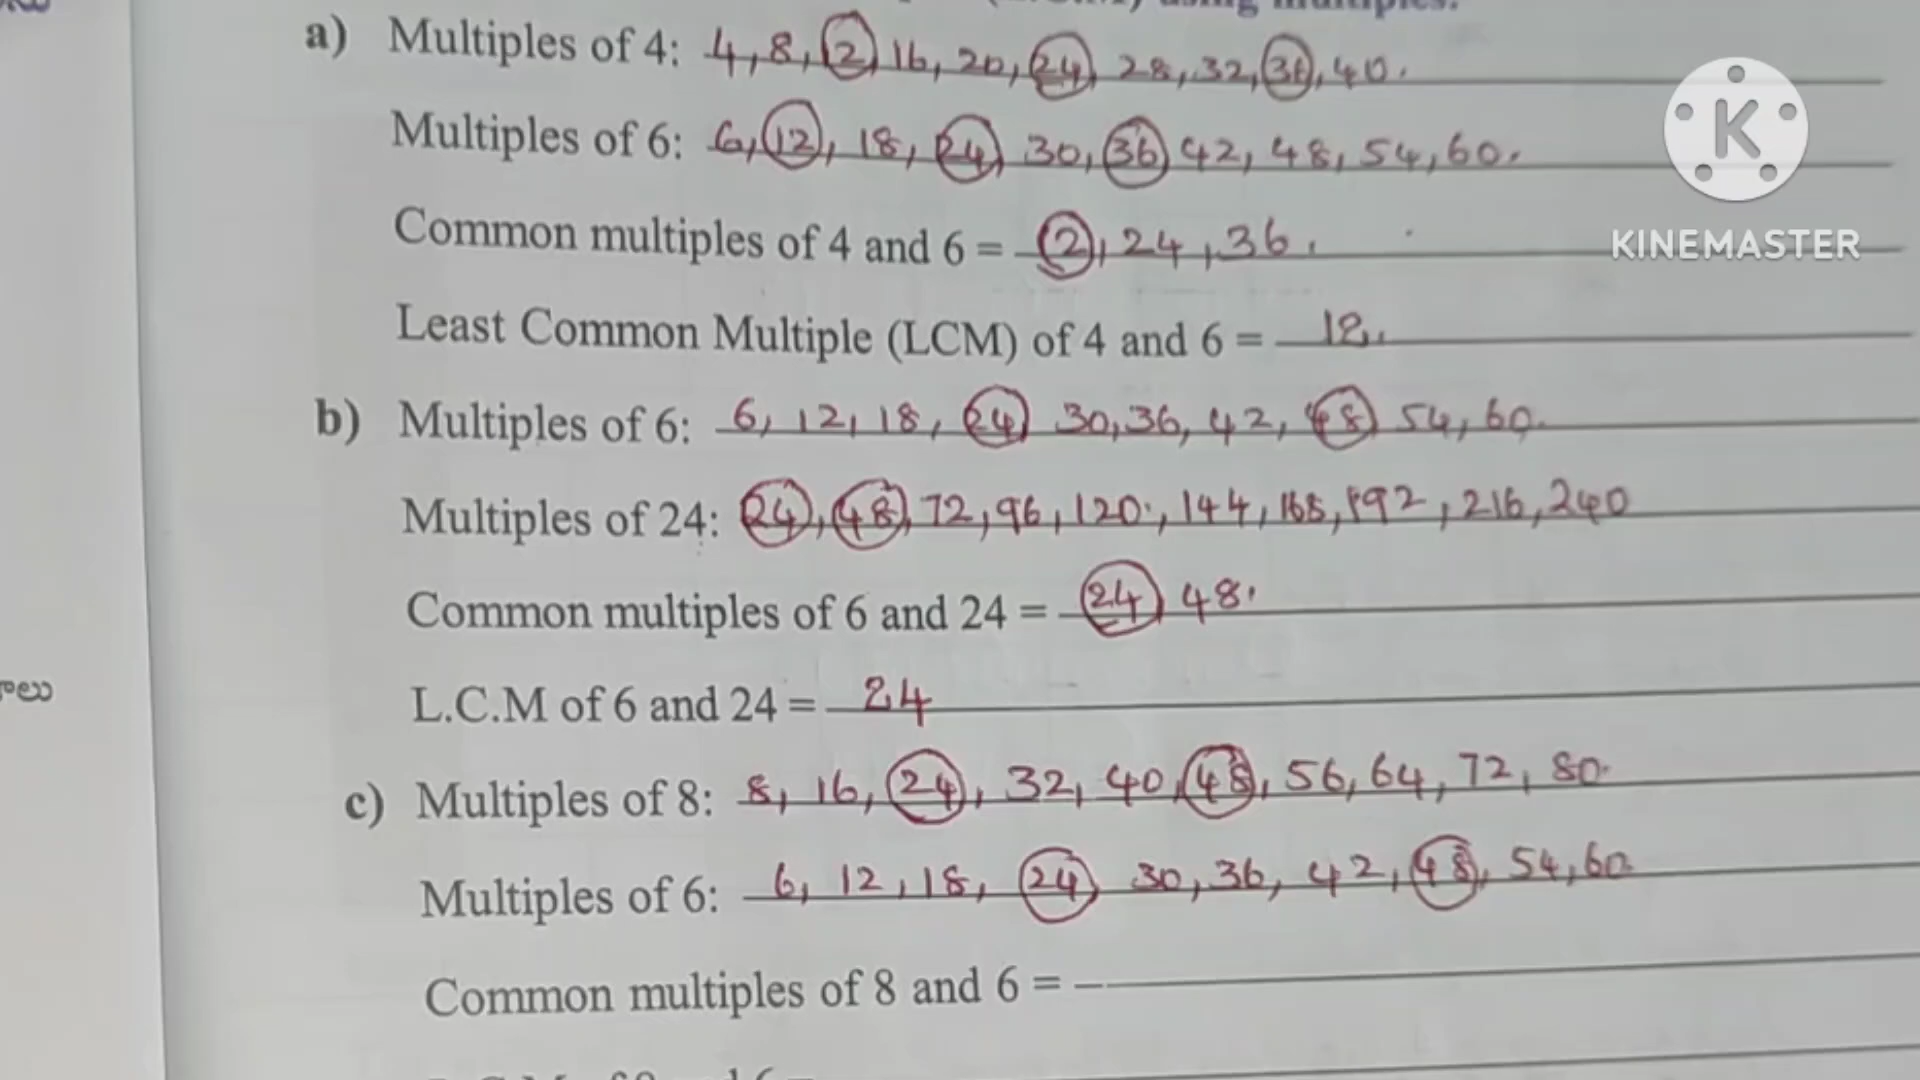 using multiples.
a) Multiples of 4: 4, 8, 12, 16, 20, 24, 28, 32, 36, 40.
Multiples of 6: 6, 12, 18, 24, 30, 36, 42, 48, 54, 60.
Common multiples of 4 and 6 = 12, 24, 36.
Least Common Multiple (LCM) of 4 and 6 = 12.
b) Multiples of 6: 6, 12, 18, 24, 30, 36, 42, 48, 54, 60.
Multiples of 24: 24, 48, 72, 96, 120, 144, 168, 192, 216, 240
Common multiples of 6 and 24 = 24, 48.
L.C.M of 6 and 24 = 24
c) Multiples of 8: 8, 16, 24, 32, 40, 48, 56, 64, 72, 80.
Multiples of 6: 6, 12, 18, 24, 30, 36, 42, 48, 54, 60.
Common multiples of 8 and 6 =
K
KINEMASTER